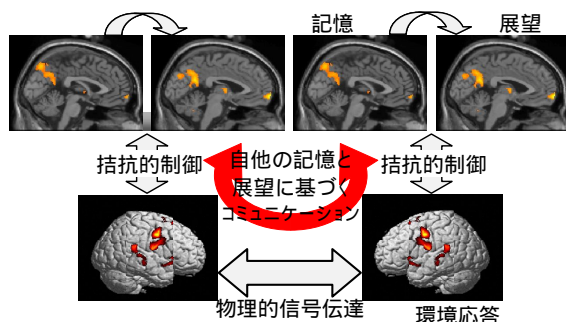 記憶 展望
拮抗的制御 自他の記憶と 拮抗的制御
展望に基づく
コミュニケーション
物理的信号伝達
環境応答